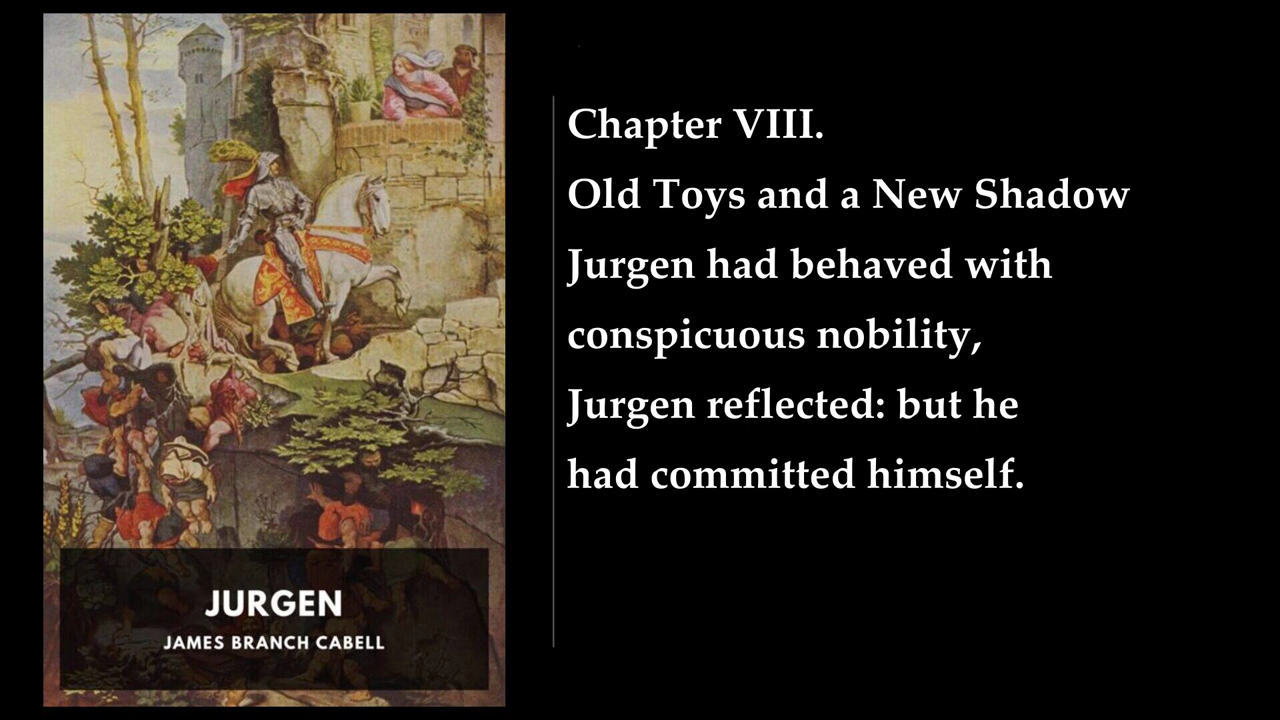 JURGEN
JAMES BRANCH CABELL
Chapter VIII.
Old Toys and a New Shadow
Jurgen had behaved with
conspicuous nobility,
Jurgen reflected: but he
had committed himself.